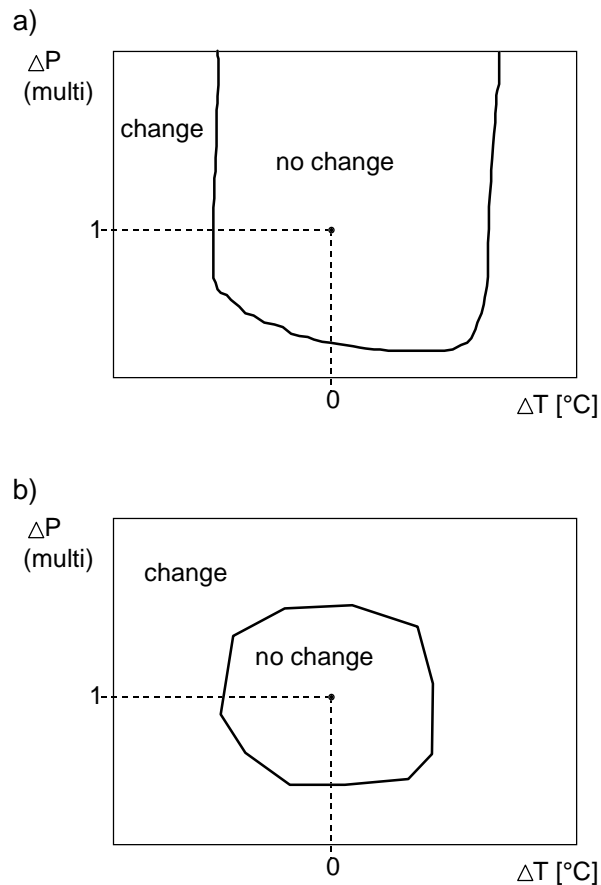 a)
△P
(multi)
change
no change
1
0
△T [°C]
b)
△P
(multi)
change
no change
1
0
△T [°C]